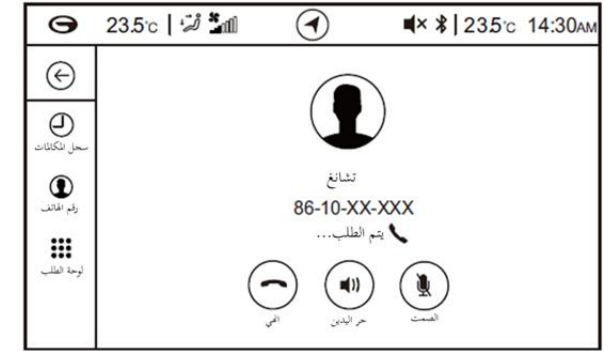 23.5°C 23.5°C 14:30AM
سجل المكالمات
رقم الهاتف
لوحة الطلب
تشانغ
86-10-XX-XXX
يتم الطلب...
انهي
حر اليدين
الصمت